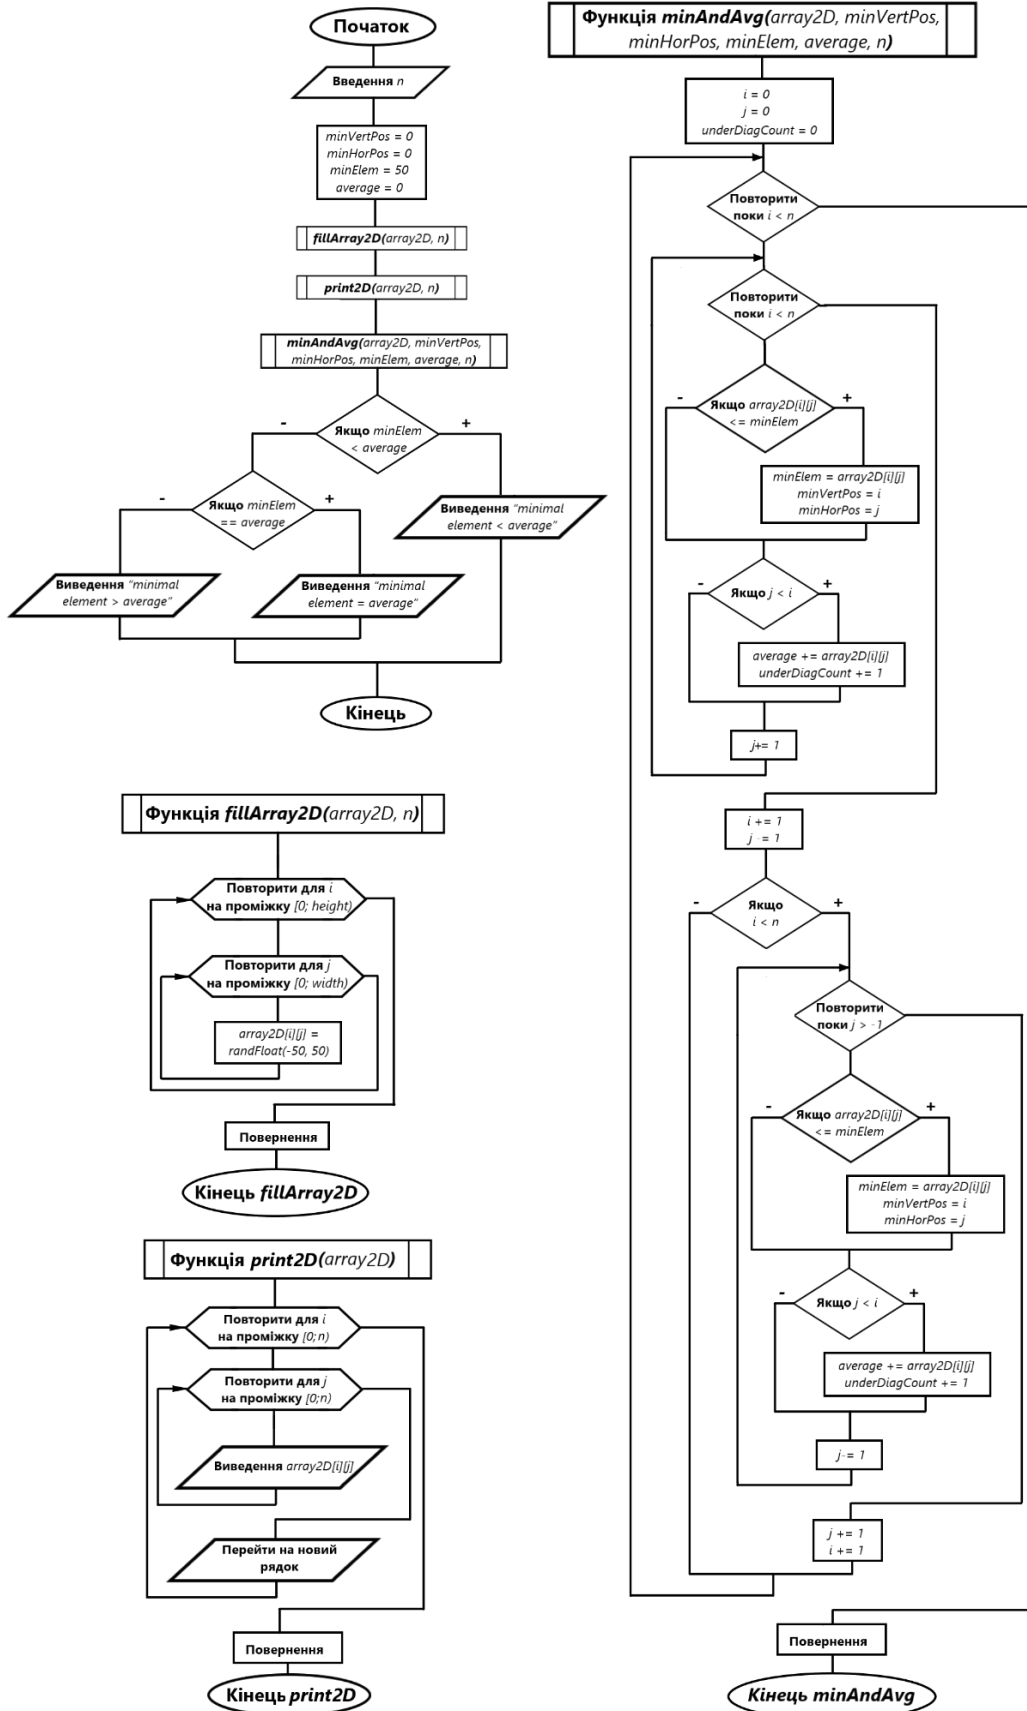 Початок
Введення n
minVertPos = 0
minHorPos = 0
minElem = 50
average = 0
fillArray2D(array2D, n)
print2D(array2D, n)
minAndAvg(array2D, minVertPos,
minHorPos, minElem, average, n)
Якщо minElem
< average
-
+
Якщо minElem
== average
-
+
Виведення “minimal
element < average”
Виведення “minimal
element > average”
Виведення “minimal
element = average”
Кінець
Функція fillArray2D(array2D, n)
Повторити для i
на проміжку [0; height)
Повторити для j
на проміжку [0; width)
array2D[i][j] =
randFloat(-50, 50)
Повернення
Кінець fillArray2D
Функція print2D(array2D)
Повторити для i
на проміжку [0;n)
Повторити для j
на проміжку [0;n)
Виведення array2D[i][j]
Перейти на новий
рядок
Повернення
Кінець print2D
Функція minAndAvg(array2D, minVertPos,
minHorPos, minElem, average, n)
i = 0
j = 0
underDiagCount = 0
Повторити
поки i < n
Повторити
поки i < n
-
+
Якщо array2D[i][j]
<= minElem
minElem = array2D[i][j]
minVertPos = i
minHorPos = j
-
+
Якщо j < i
average += array2D[i][j]
underDiagCount += 1
j+= 1
i += 1
j -= 1
-
+
Якщо
i < n
Повторити
поки j > -1
-
+
Якщо array2D[i][j]
<= minElem
minElem = array2D[i][j]
minVertPos = i
minHorPos = j
-
+
Якщо j < i
average += array2D[i][j]
underDiagCount += 1
j-= 1
j += 1
i += 1
Повернення
Кінець minAndAvg